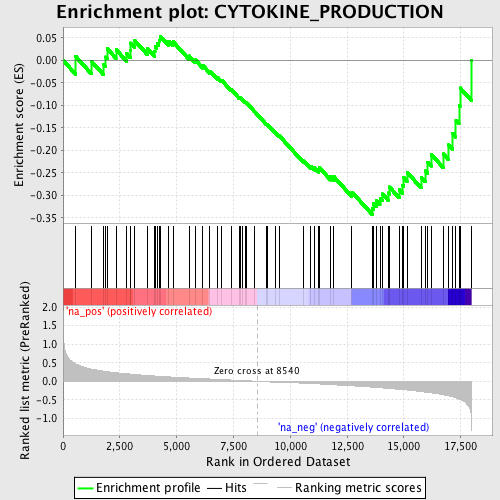 Enrichment plot: CYTOKINE_PRODUCTION
Enrichment score (ES)
0.05
0.00
-0.05
-0.10
-0.15
-0.20
-0.25
-0.30
-0.35
Ranked list metric (PreRanked)
'na_pos' (positively correlated)
2.0
1.5
1.0
0.5
0.0
-0.5
-1.0
Zero cross at 8540
'na_neg' (negatively correlated)
0 2,500 5,000 7,500 10,000 12,500 15,000 17,500
Rank in Ordered Dataset
Enrichment profile Hits Ranking metric scores